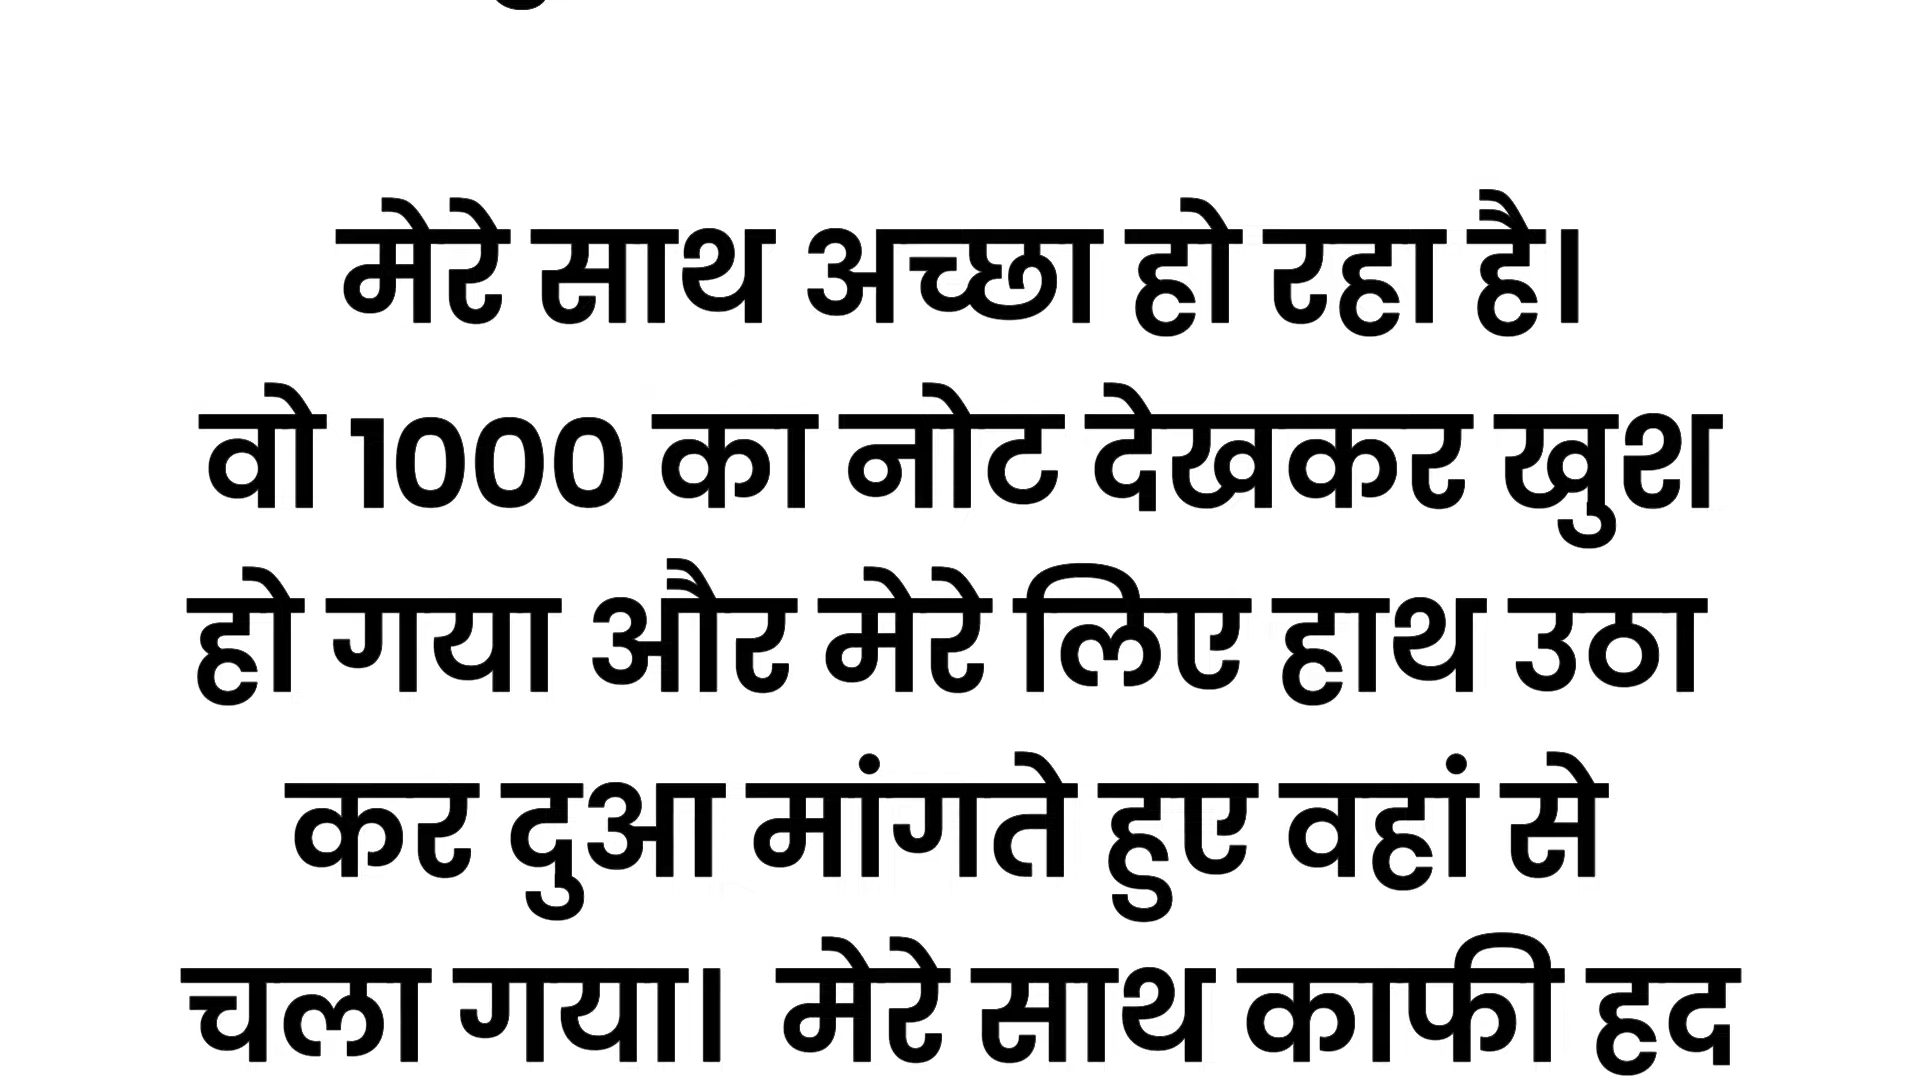 मेरे साथ अच्छा हो रहा है।
वो 1000 का नोट देखकर खुश
हो गया और मेरे लिए हाथ उठा
कर दुआ मांगते हुए वहां से
चला गया। मेरे साथ काफी हद